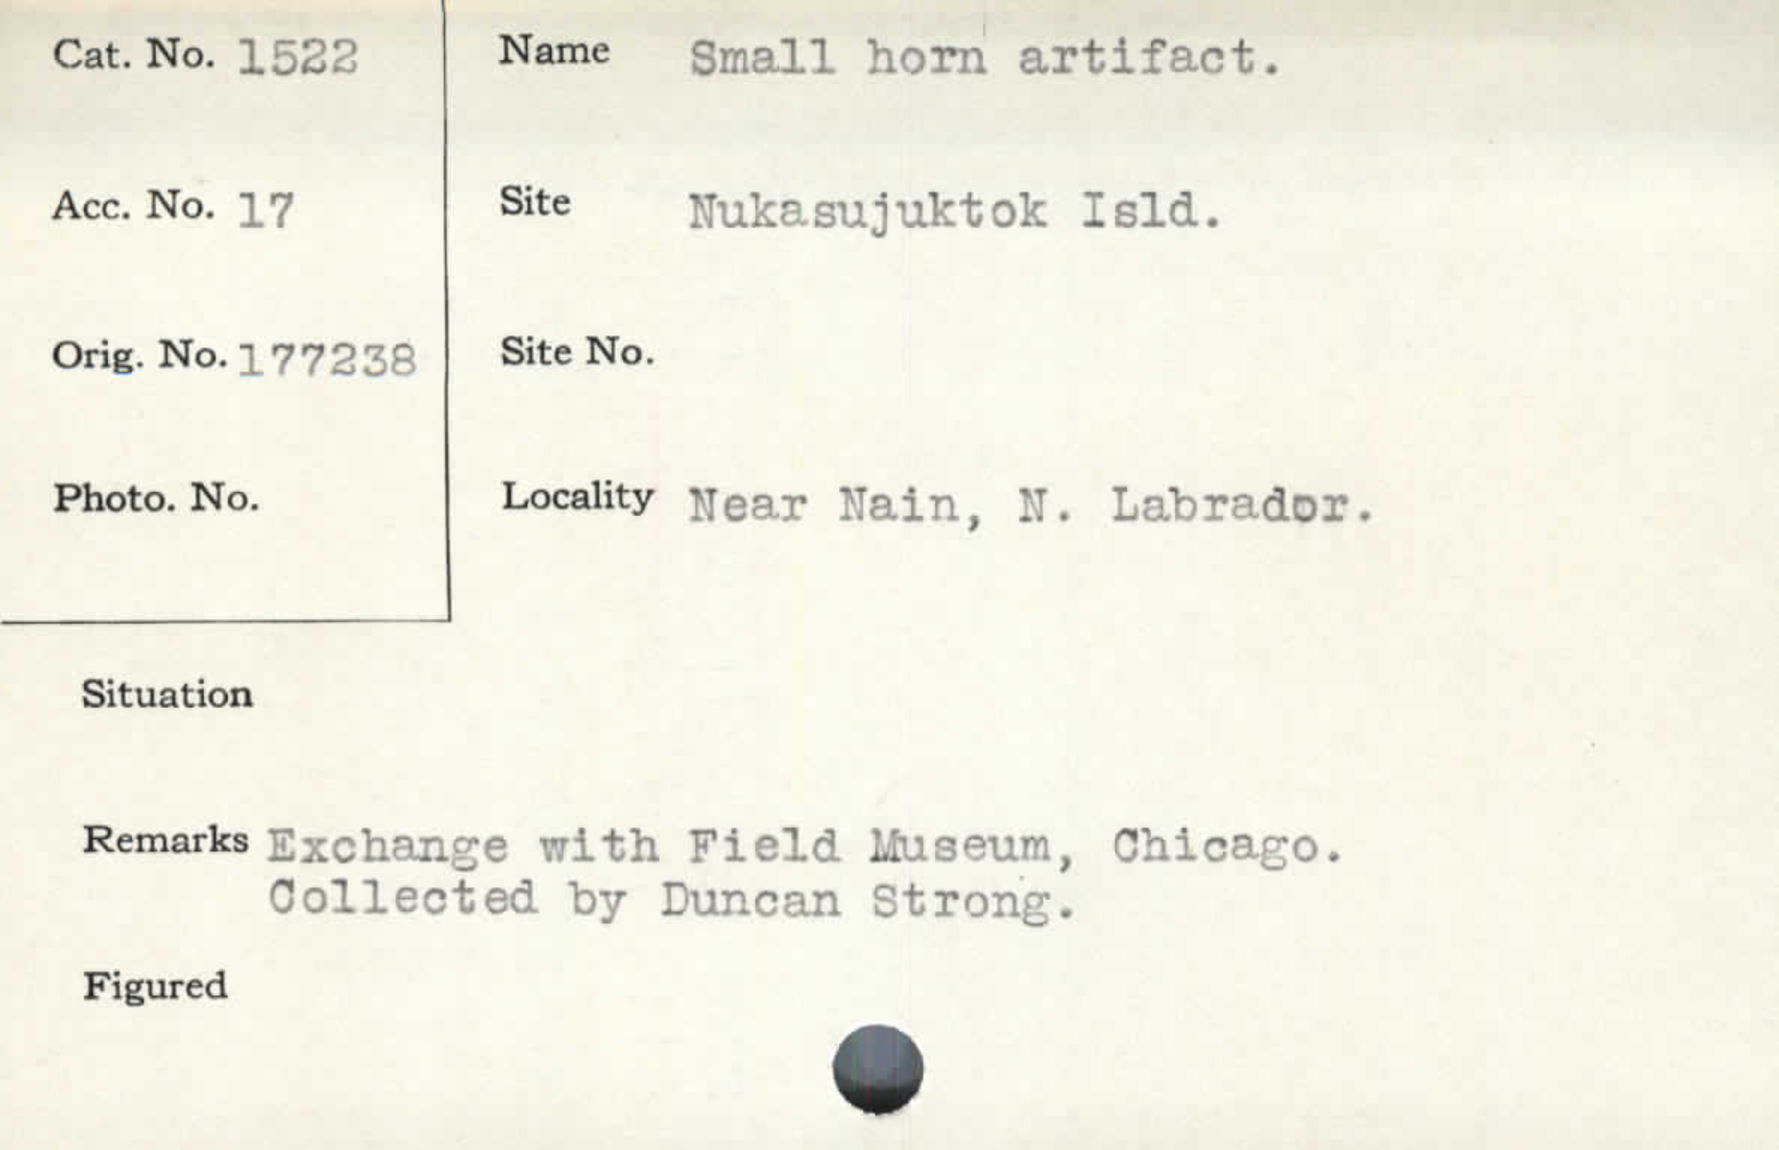 Cat. No. 1522
Name Small horn artifact.
Acc. No. 17
Site Nukasujuktok Isld.
Orig. No. 177238
Site No.
Photo. No.
Locality Near Nain, N. Labrador.
Situation
Remarks Exchange with Field Museum, Chicago.
Collected by Duncan Strong.
Figured